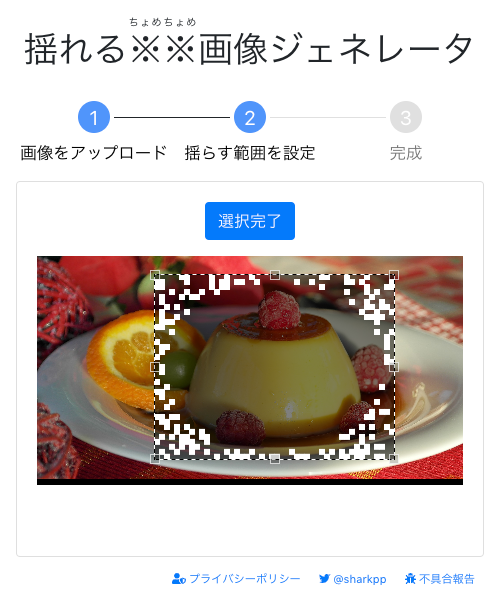 ちょめちょめ
揺れる※※画像ジェネレータ
1 2 3
画像をアップロード 揺らす範囲を設定 完成
選択完了
プライバシーポリシー @sharkpp 不具合報告